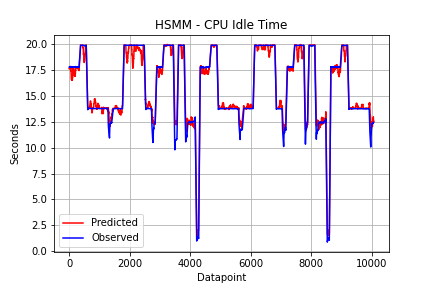 HSMM - CPU Idle Time
20.0
17.5
15.0
12.5
10.0
7.5
5.0
2.5
0.0
Seconds
Predicted
Observed
0 2000 4000 6000 8000 10000
Datapoint